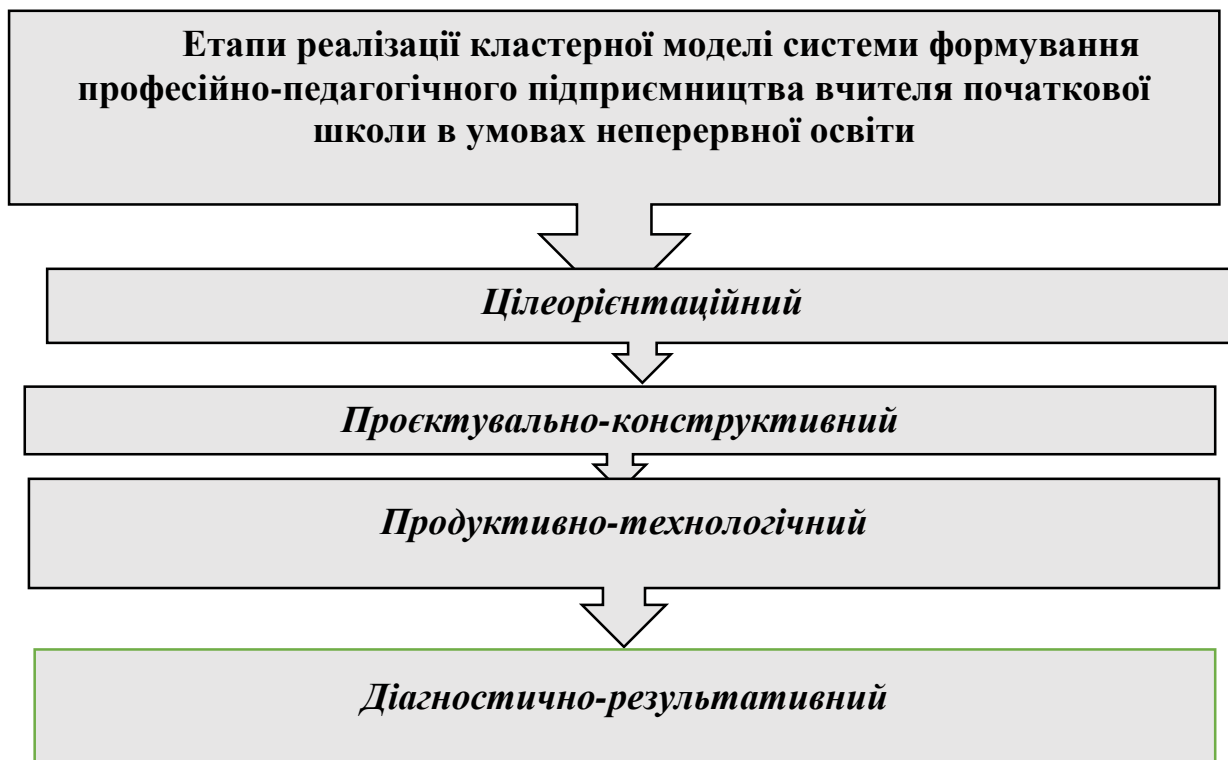 Етапи реалізації кластерної моделі системи формування
професійно-педагогічного підприємництва вчителя початкової
школи в умовах неперервної освіти
Цілеорієнтаційний
Проєктувально-конструктивний
Продуктивно-технологічний
Діагностично-результативний